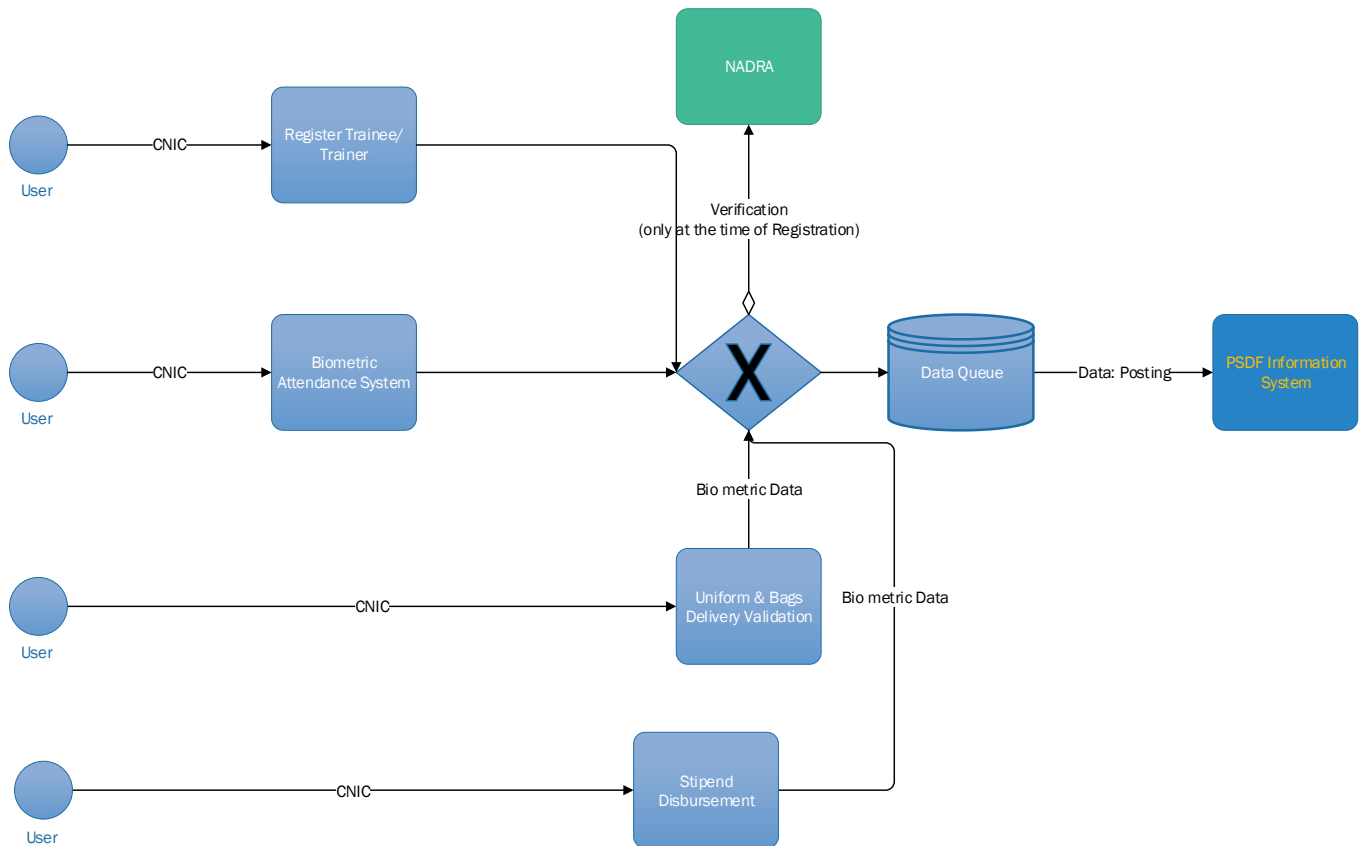 NADRA
CNIC
Register Trainee/
Trainer
User
Verification
(only at the time of Registration)
CNIC
Biometric
Attendance System
X
Data Queue
Data: Posting
PSDF Information
System
User
Bio metric Data
CNIC
Uniform & Bags
Delivery Validation
Bio metric Data
User
CNIC
Stipend
Disbursement
User